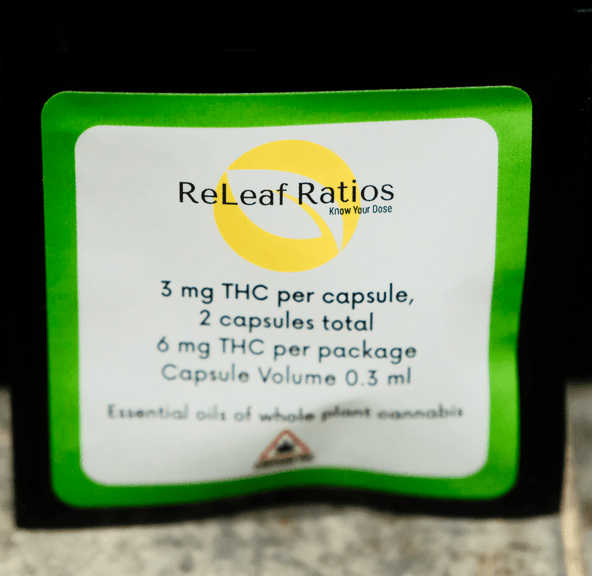 ReLeaf Ratios
Know Your Dose
3 mg THC per capsule,
2 capsules total
6 mg THC per package
Capsule Volume 0.3 ml
Essential oils of whole plant cannabis